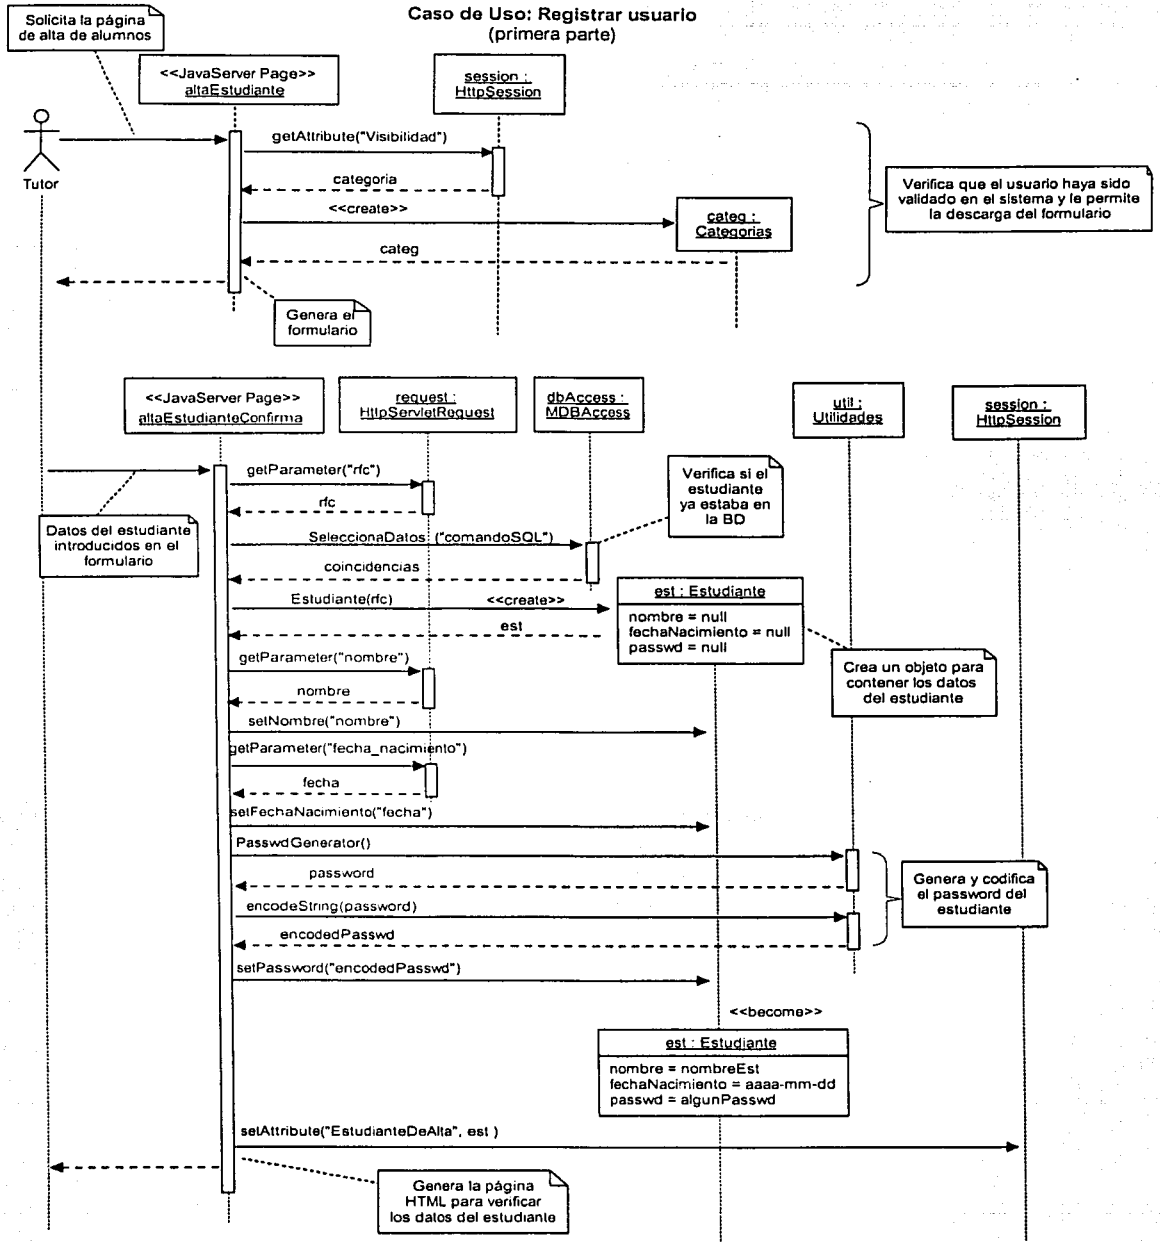 Caso de Uso: Registrar usuario
(primera parte)
Solicita la página
de alta de alumnos
<<JavaServer Page>>
altaEstudiante
session :
HttpSession
Tutor
getAttribute("Visibilidad")
categoria
<<create>>
categ :
Categorias
categ
Verifica que el usuario haya sido
validado en el sistema y le permite
la descarga del formulario
Genera el
formulario
<<JavaServer Page>>
altaEstudianteConfirma
request :
HttpServletRequest
dbAccess :
MDBAccess
util :
Utilidades
session :
HttpSession
getParameter("rfc")
rfc
Verifica si el
estudiante
ya estaba en
la BD
Datos del estudiante
introducidos en el
formulario
SeleccionaDatos ("comandoSQL")
coincidencias
Estudiante(rfc)
<<create>>
est
est : Estudiante
nombre = null
fechaNacimiento = null
passwd = null
getParameter("nombre")
nombre
Crea un objeto para
contener los datos
del estudiante
setNombre("nombre")
getParameter("fecha_nacimiento")
fecha
setFechaNacimiento("fecha")
PasswdGenerator()
password
Genera y codifica
el password del
estudiante
encodeString(password)
encodedPasswd
setPassword("encodedPasswd")
<<become>>
est : Estudiante
nombre = nombreEst
fechaNacimiento = aaaa-mm-dd
passwd = algunPasswd
setAttribute("EstudianteDeAlta", est )
Genera la página
HTML para verificar
los datos del estudiante